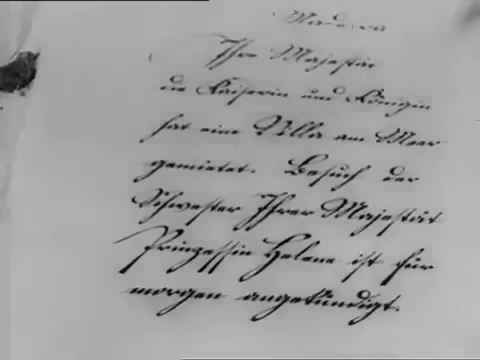 Madeira
Ihre Majestät
die Kaiserin und Königin
hat eine Villa am Meer
gemietet. Besuch der
Schwester Ihrer Majestät
Prinzessin Helene ist für
morgen angekündigt.